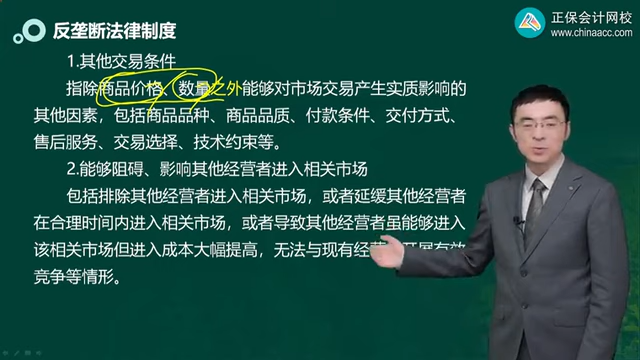 反垄断法律制度
正保会计网校
www.chinaacc.com
1.其他交易条件
指除商品价格、数量之外能够对市场交易产生实质影响的
其他因素，包括商品品种、商品品质、付款条件、交付方式、
售后服务、交易选择、技术约束等。
2.能够阻碍、影响其他经营者进入相关市场
包括排除其他经营者进入相关市场，或者延缓其他经营者
在合理时间内进入相关市场，或者导致其他经营者虽能够进入
该相关市场但进入成本大幅提高，无法与现有经营 开展有效
竞争等情形。